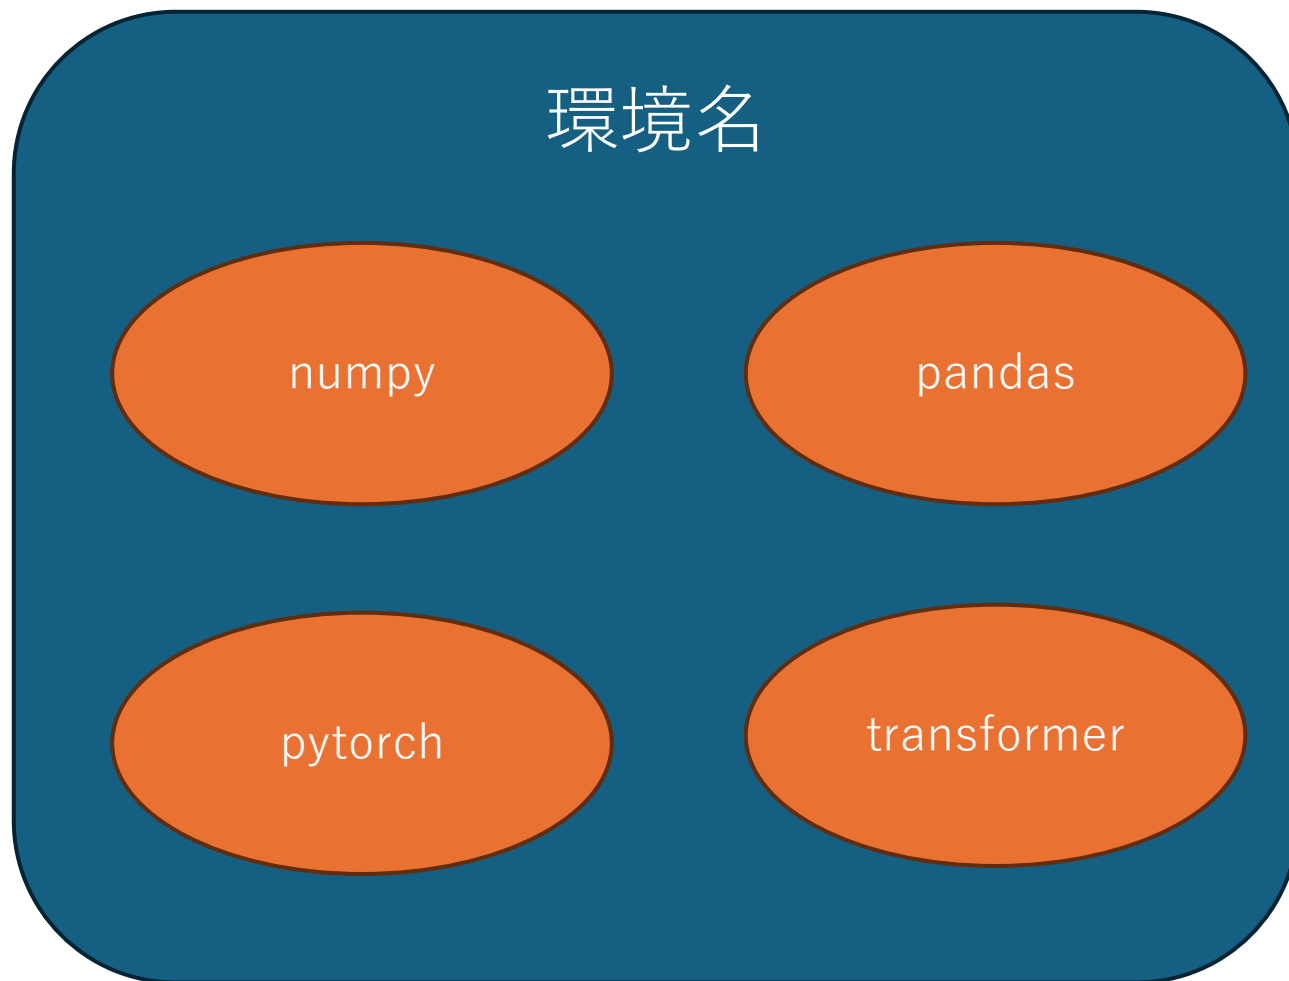 環境名
numpy
pandas
pytorch
transformer